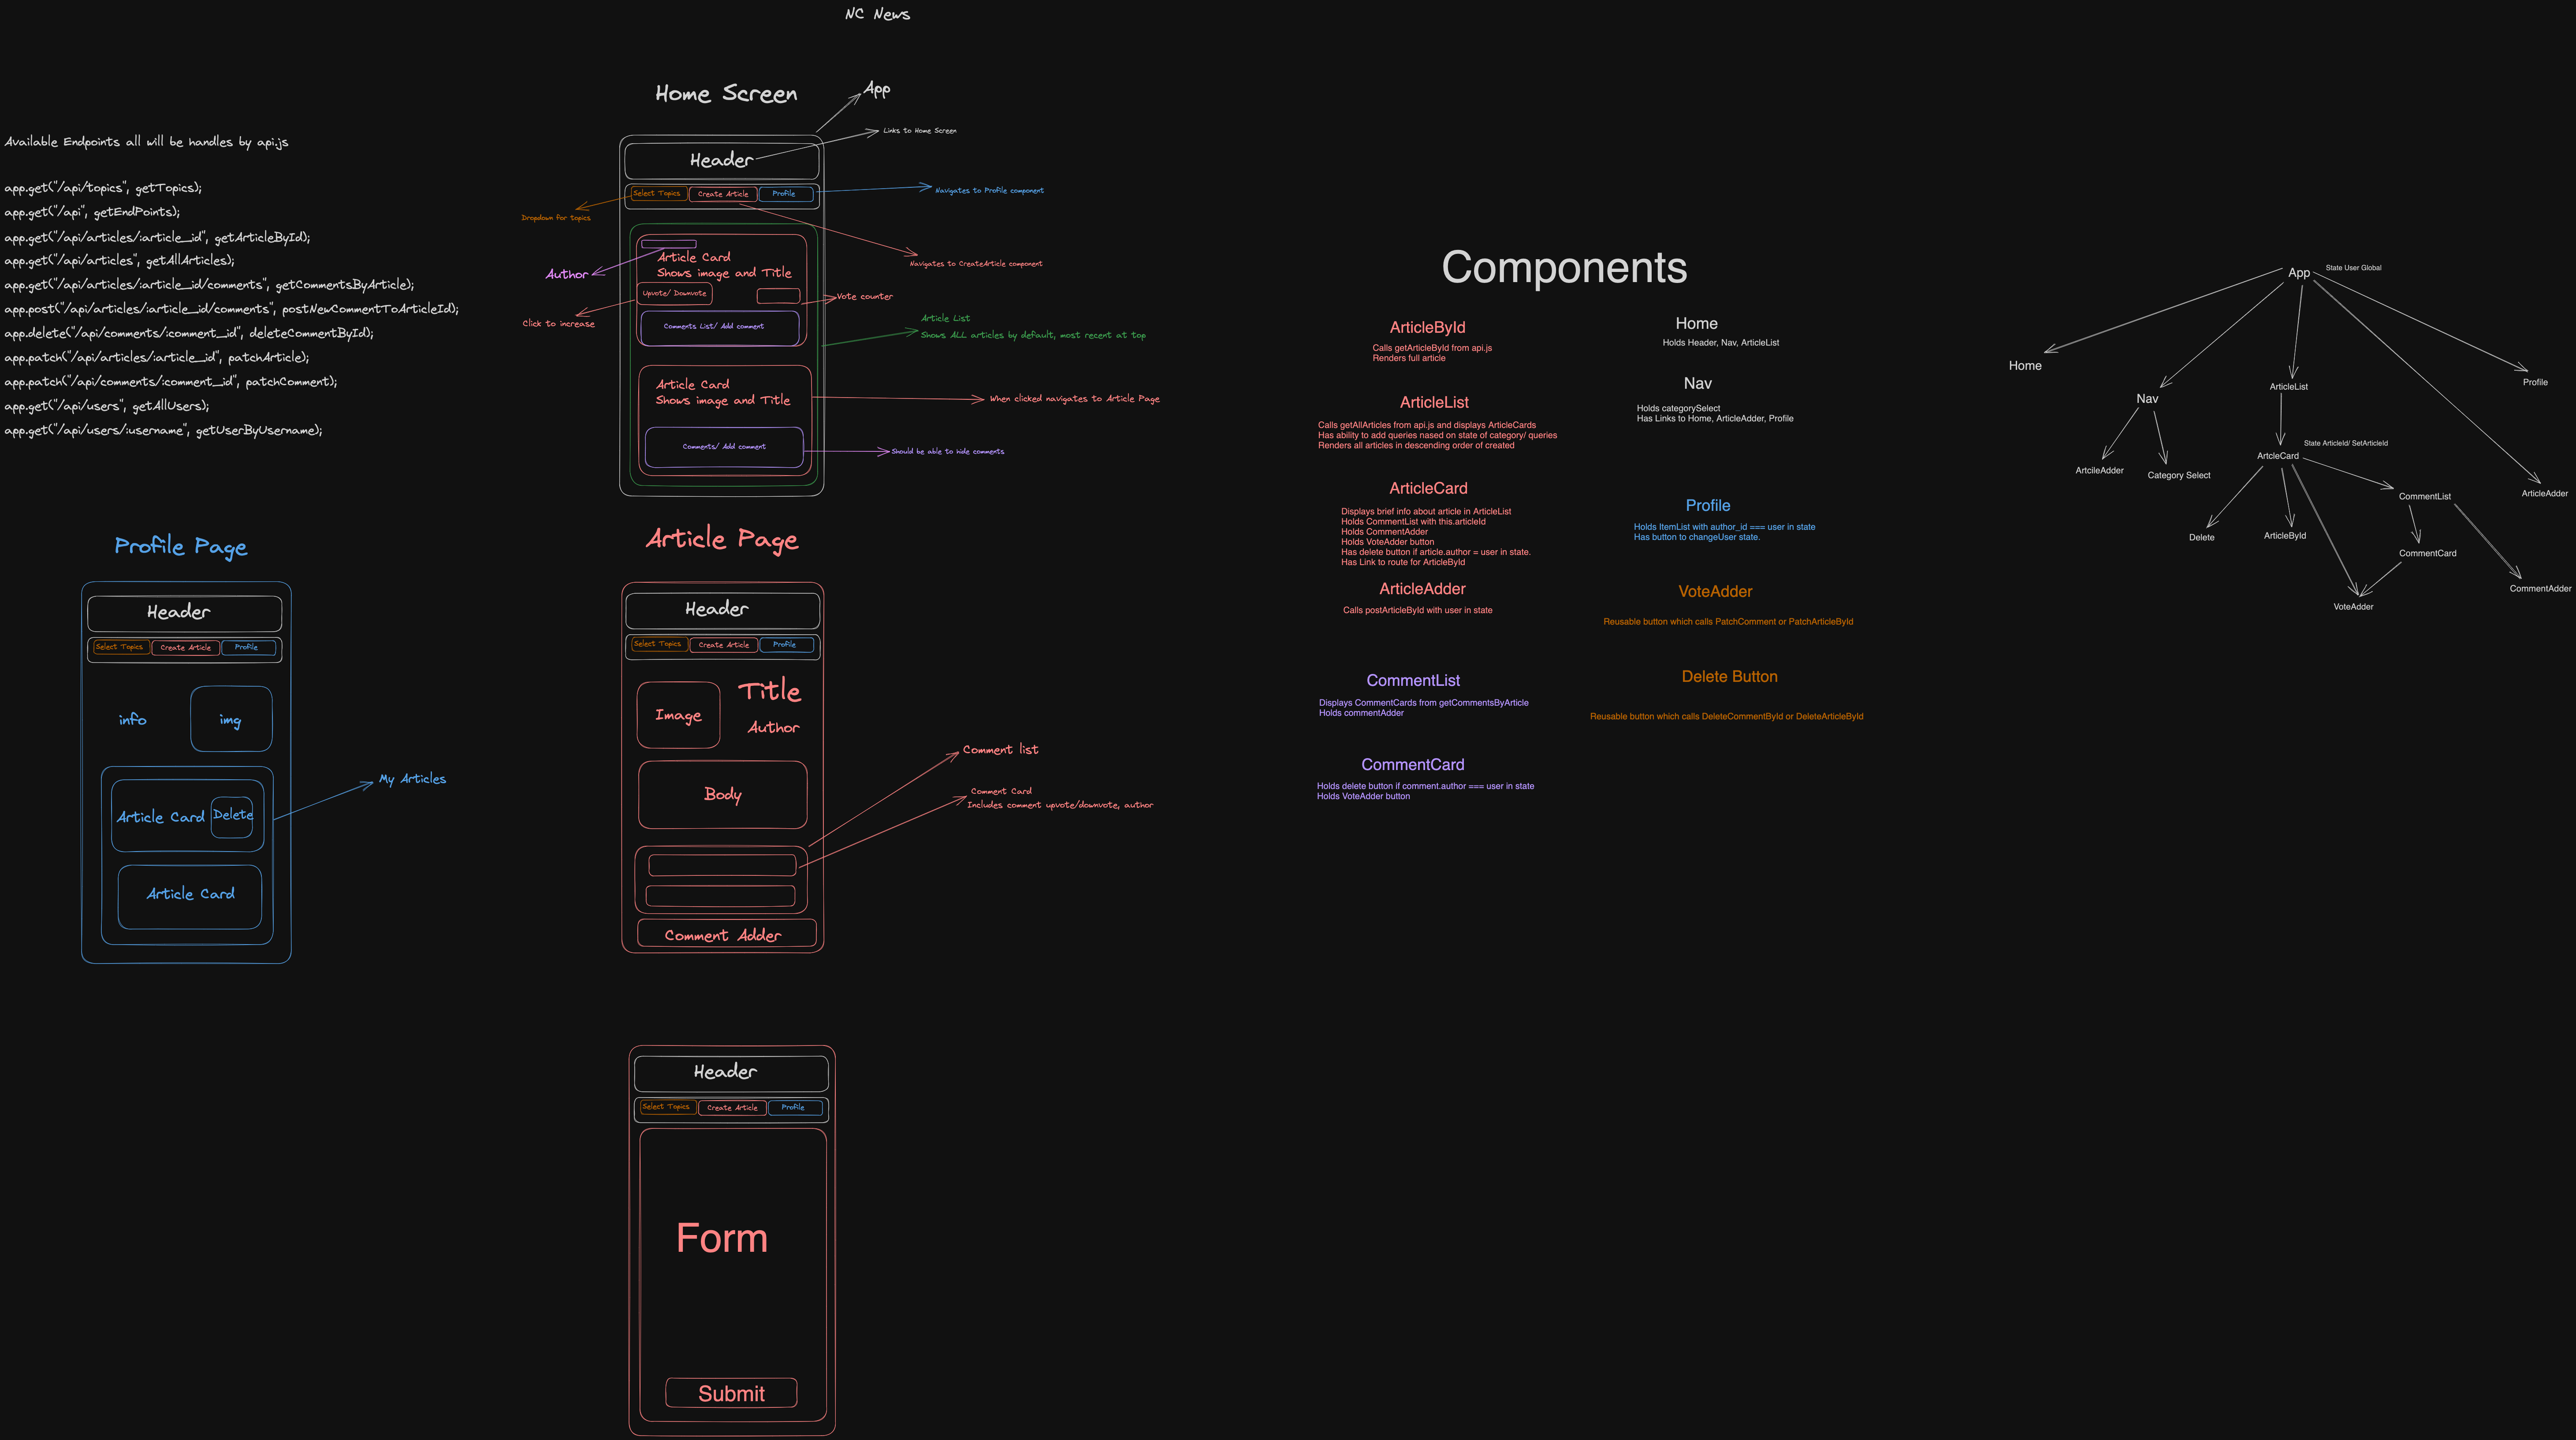 NC News
Available Endpoints all will be handles by api.js
app.get("/api/topics", getTopics);
app.get("/api", getEndPoints);
app.get("/api/articles/:article_id", getArticleById);
app.get("/api/articles", getAllArticles);
app.get("/api/articles/:article_id/comments", getCommentsByArticle);
app.post("/api/articles/:article_id/comments", postNewCommentToArticleId);
app.delete("/api/comments/:comment_id", deleteCommentById);
app.patch("/api/articles/:article_id", patchArticle);
app.patch("/api/comments/:comment_id", patchComment);
app.get("/api/users", getAllUsers);
app.get("/api/users/:username", getUserByUsername);
Home Screen
App
Links to Home Screen
Header
Select Topics
Create Article
Profile
Navigates to Profile component
Dropdown for topics
Navigates to CreateArticle component
Author
Article Card
Shows image and Title
Upvote/ Downvote
Vote counter
Click to increase
Comments List/ Add comment
Article List
Shows ALL articles by default, most recent at top
Article Card
Shows image and Title
When clicked navigates to Article Page
Comments/ Add comment
Should be able to hide comments
Profile Page
Header
Select Topics
Create Article
Profile
info
img
My Articles
Article Card
Delete
Article Card
Article Page
Header
Select Topics
Create Article
Profile
Image
Title
Author
Body
Comment list
Comment Card
Includes comment upvote/downvote, author
Comment Adder
Header
Select Topics
Create Article
Profile
Form
Submit
Components
ArticleById
Calls getArticleById from api.js
Renders full article
ArticleList
Calls getAllArticles from api.js and displays ArticleCards
Has ability to add queries nased on state of category/ queries
Renders all articles in descending order of created
ArticleCard
Displays brief info about article in ArticleList
Holds CommentList with this.articleId
Holds CommentAdder
Holds VoteAdder button
Has delete button if article.author = user in state.
Has Link to route for ArticleById
ArticleAdder
Calls postArticleById with user in state
CommentList
Displays CommentCards from getCommentsByArticle
Holds commentAdder
CommentCard
Holds delete button if comment.author === user in state
Holds VoteAdder button
Home
Holds Header, Nav, ArticleList
Nav
Holds categorySelect
Has Links to Home, ArticleAdder, Profile
Profile
Holds ItemList with author_id === user in state
Has button to changeUser state.
VoteAdder
Reusable button which calls PatchComment or PatchArticleById
Delete Button
Reusable button which calls DeleteCommentById or DeleteArticleById
App
State User Global
Home
Nav
ArticleList
Profile
ArtcileAdder
Category Select
State ArticleId/ SetArticleId
ArtcleCard
CommentList
ArticleAdder
Delete
ArticleById
CommentCard
CommentAdder
VoteAdder